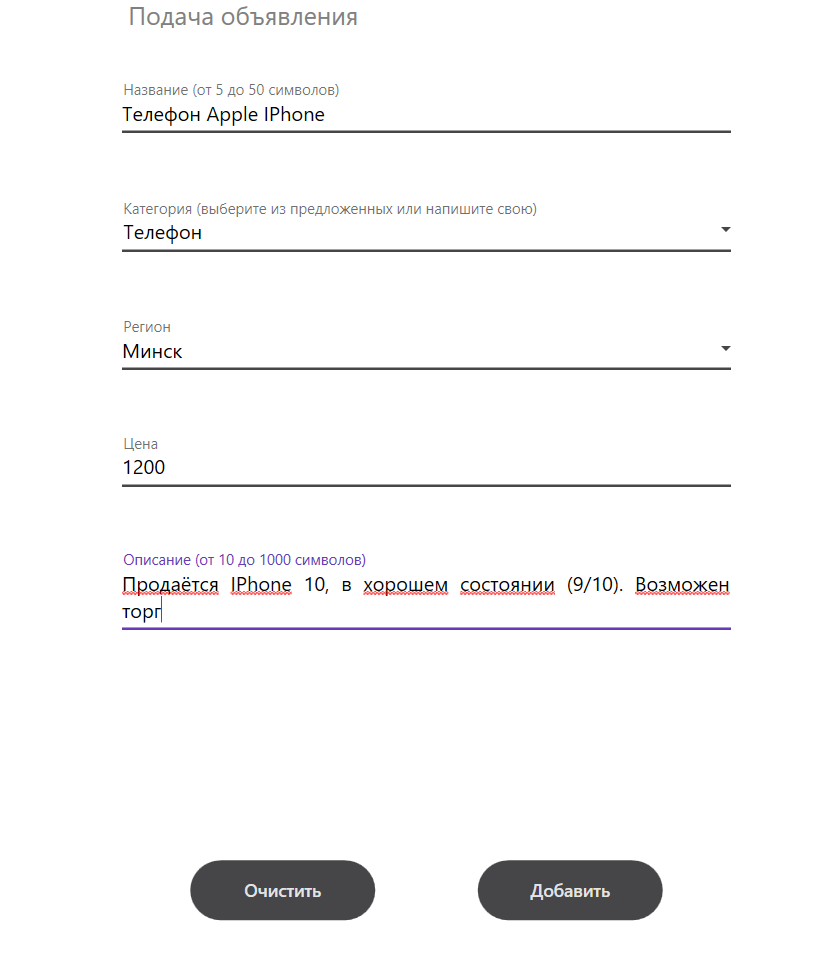 Подача объявления
Название (от 5 до 50 символов)
Телефон Apple IPhone
Категория (выберите из предложенных или напишите свою)
Телефон
Регион
Минск
Цена
1200
Описание (от 10 до 1000 символов)
Продаётся IPhone 10, в хорошем состоянии (9/10). Возможен
торг
Очистить
Добавить